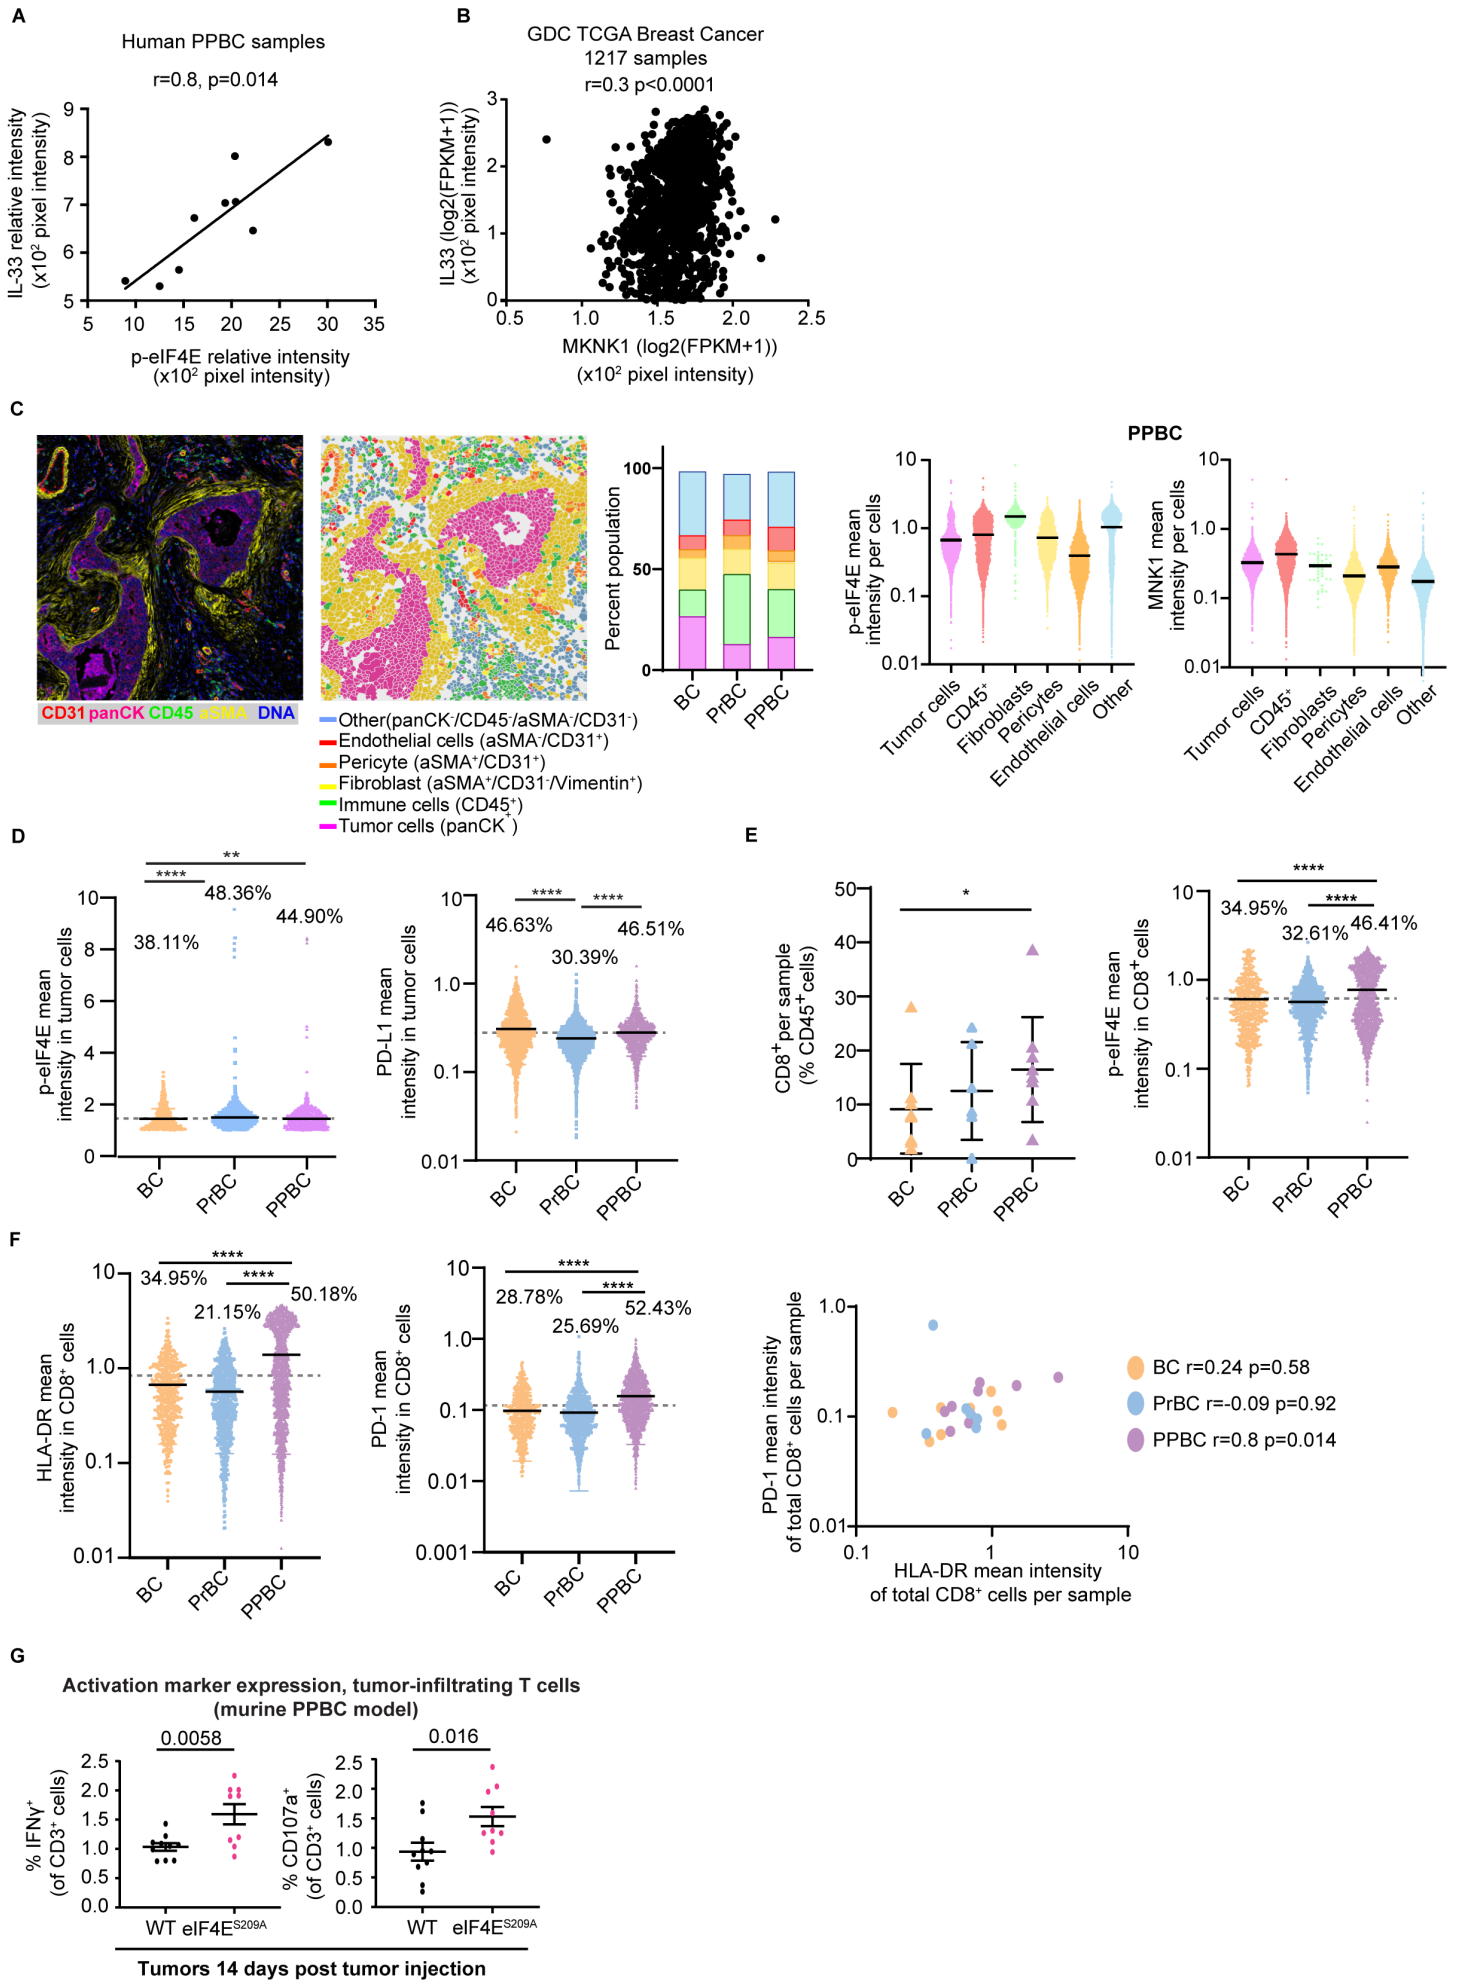 A
Human PPBC samples
r=0.8, p=0.014
IL-33 relative intensity
(x10² pixel intensity)
9
8
7
6
5
5 10 15 20 25 30 35
p-eIF4E relative intensity
(x10² pixel intensity)
B
GDC TCGA Breast Cancer
1217 samples
r=0.3 p<0.0001
IL33 (log2(FPKM+1))
(x10² pixel intensity)
3
2
1
0
0.5 1.0 1.5 2.0 2.5
MKNK1 (log2(FPKM+1))
(x10² pixel intensity)
C
CD31 panCK CD45 aSMA DNA
Other(panCK⁻/CD45⁻/aSMA⁻/CD31⁻)
Endothelial cells (aSMA⁻/CD31⁺)
Pericyte (aSMA⁺/CD31⁺)
Fibroblast (aSMA⁺/CD31⁻/Vimentin⁺)
Immune cells (CD45⁺)
Tumor cells (panCK⁺)
Percent population
100
50
0
BC PrBC PPBC
PPBC
p-eIF4E mean
intensity per cells
10
1.0
0.1
0.01
Tumor cells CD45⁺ Fibroblasts Pericytes Endothelial cells Other
MNK1 mean
intensity per cells
10
1.0
0.1
0.01
Tumor cells CD45⁺ Fibroblasts Pericytes Endothelial cells Other
D
p-eIF4E mean
intensity in tumor cells
**
****
38.11% 48.36% 44.90%
10
8
6
4
2
0
BC PrBC PPBC
PD-L1 mean
intensity in tumor cells
**** ****
46.63% 30.39% 46.51%
10
1.0
0.1
0.01
BC PrBC PPBC
E
CD8⁺per sample
(% CD45⁺cells)
*
50
40
30
20
10
0
BC PrBC PPBC
p-eIF4E mean
intensity in CD8⁺cells
****
****
34.95% 32.61% 46.41%
10
1.0
0.1
0.01
BC PrBC PPBC
F
HLA-DR mean
intensity in CD8⁺ cells
****
****
34.95% 21.15% 50.18%
10
1.0
0.1
0.01
BC PrBC PPBC
PD-1 mean
intensity in CD8⁺ cells
****
****
28.78% 25.69% 52.43%
10
1.0
0.1
0.01
0.001
BC PrBC PPBC
PD-1 mean intensity
of total CD8⁺ cells per sample
1.0
0.1
0.01
0.1 1 10
HLA-DR mean intensity
of total CD8⁺ cells per sample
BC r=0.24 p=0.58
PrBC r=-0.09 p=0.92
PPBC r=0.8 p=0.014
G
Activation marker expression, tumor-infiltrating T cells
(murine PPBC model)
% IFNγ⁺
(of CD3⁺ cells)
0.0058
2.5
2.0
1.5
1.0
0.5
0.0
WT eIF4E^S209A
% CD107a⁺
(of CD3⁺ cells)
0.016
2.5
2.0
1.5
1.0
0.5
0.0
WT eIF4E^S209A
Tumors 14 days post tumor injection